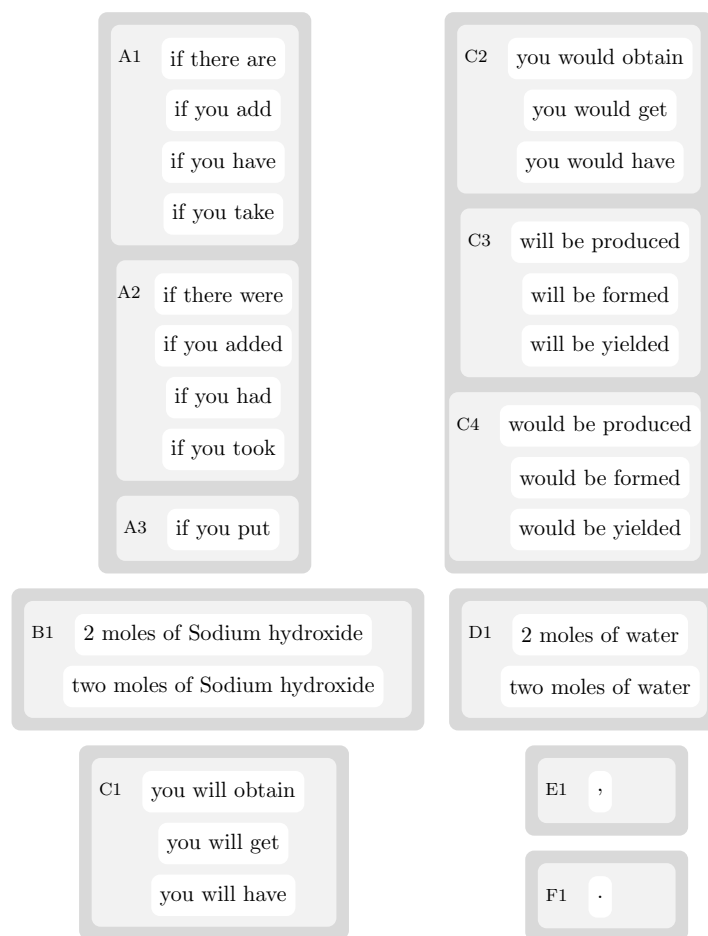 A1 if there are
if you add
if you have
if you take
A2 if there were
if you added
if you had
if you took
A3 if you put
C2 you would obtain
you would get
you would have
C3 will be produced
will be formed
will be yielded
C4 would be produced
would be formed
would be yielded
B1 2 moles of Sodium hydroxide
two moles of Sodium hydroxide
D1 2 moles of water
two moles of water
C1 you will obtain
you will get
you will have
E1 ,
F1 .